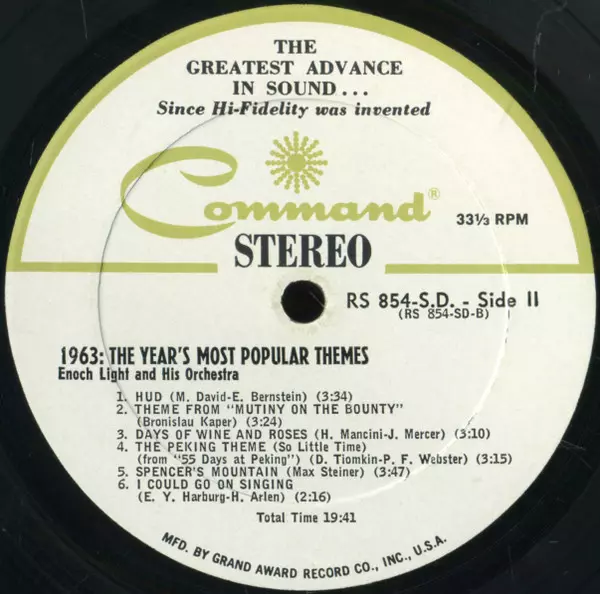 THE
GREATEST ADVANCE
IN SOUND...
Since Hi-Fidelity was invented
Command®
33⅓ RPM
STEREO
RS 854-S.D. - Side II
(RS 854-SD-B)
1963: THE YEAR'S MOST POPULAR THEMES
Enoch Light and His Orchestra
1. HUD (M. David-E. Bernstein) (3:34)
2. THEME FROM "MUTINY ON THE BOUNTY"
(Bronislau Kaper) (3:24)
3. DAYS OF WINE AND ROSES (H. Mancini-J. Mercer) (3:10)
4. THE PEKING THEME (So Little Time)
(from "55 Days at Peking") (D. Tiomkin-P. F. Webster) (3:15)
5. SPENCER'S MOUNTAIN (Max Steiner) (3:47)
6. I COULD GO ON SINGING
(E. Y. Harburg-H. Arlen) (2:16)
Total Time 19:41
MFD. BY GRAND AWARD RECORD CO., INC., U.S.A.